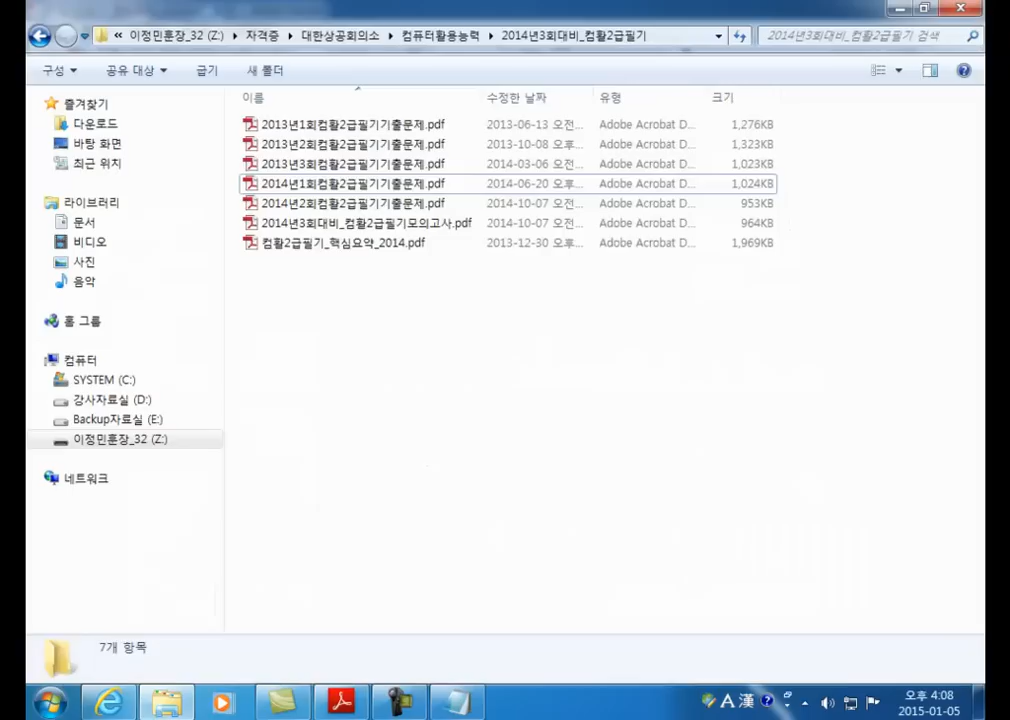 « 이정민훈장_32 (Z:) ▸ 자격증 ▸ 대한상공회의소 ▸ 컴퓨터활용능력 ▸ 2014년3회대비_컴활2급필기 2014년3회대비_컴활2급필기 검색
구성 공유 대상 굽기 새 폴더
이름 수정한 날짜 유형 크기
즐겨찾기
다운로드
바탕 화면
최근 위치
라이브러리
문서
비디오
사진
음악
홈 그룹
컴퓨터
SYSTEM (C:)
강사자료실 (D:)
Backup자료실 (E:)
이정민훈장_32 (Z:)
네트워크
2013년1회컴활2급필기기출문제.pdf 2013-06-13 오전... Adobe Acrobat D... 1,276KB
2013년2회컴활2급필기기출문제.pdf 2013-10-08 오후... Adobe Acrobat D... 1,323KB
2013년3회컴활2급필기기출문제.pdf 2014-03-06 오전... Adobe Acrobat D... 1,023KB
2014년1회컴활2급필기기출문제.pdf 2014-06-20 오후... Adobe Acrobat D... 1,024KB
2014년2회컴활2급필기기출문제.pdf 2014-10-07 오전... Adobe Acrobat D... 953KB
2014년3회대비_컴활2급필기모의고사.pdf 2014-10-07 오전... Adobe Acrobat D... 964KB
컴활2급필기_핵심요약_2014.pdf 2013-12-30 오후... Adobe Acrobat D... 1,969KB
7개 항목
A 漢 오후 4:08
2015-01-05